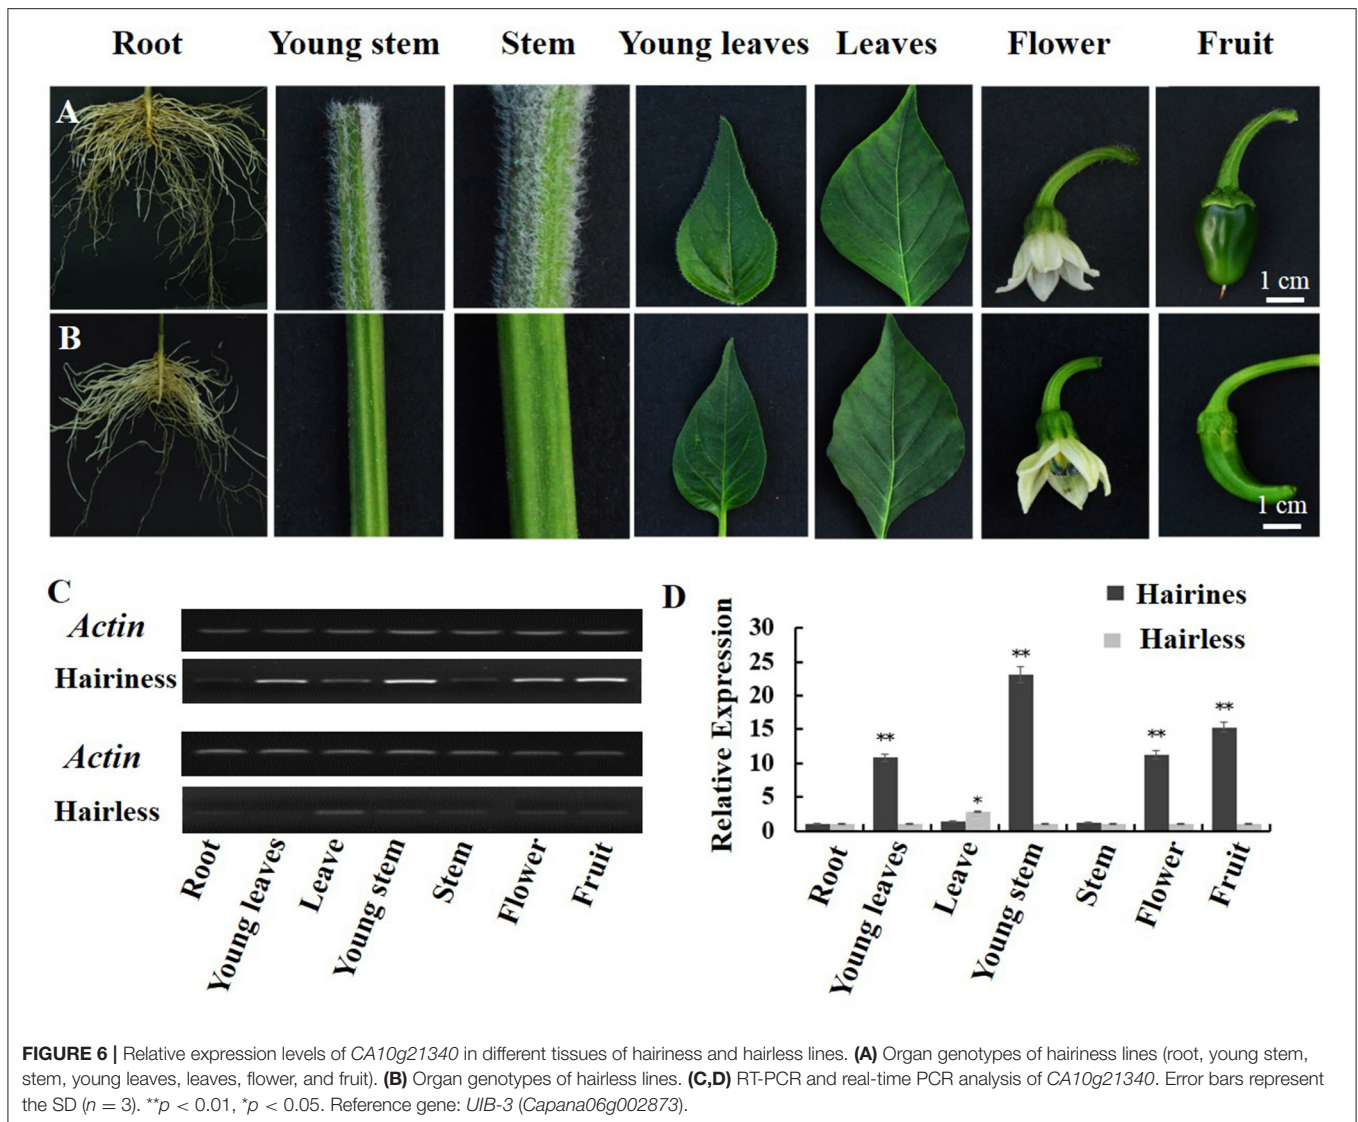 Root Young stem Stem Young leaves Leaves Flower Fruit
A
1 cm
B
1 cm
C
Actin
Hairiness
Actin
Hairless
Root Young leaves Leave Young stem Stem Flower Fruit
D
Hairines
Hairless
Relative Expression
30
25
20
15
10
5
0
** * ** ** **
Root Young leaves Leave Young stem Stem Flower Fruit
FIGURE 6 | Relative expression levels of CA10g21340 in different tissues of hairiness and hairless lines. (A) Organ genotypes of hairiness lines (root, young stem,
stem, young leaves, leaves, flower, and fruit). (B) Organ genotypes of hairless lines. (C,D) RT-PCR and real-time PCR analysis of CA10g21340. Error bars represent
the SD (n = 3). **p < 0.01, *p < 0.05. Reference gene: UIB-3 (Capana06g002873).